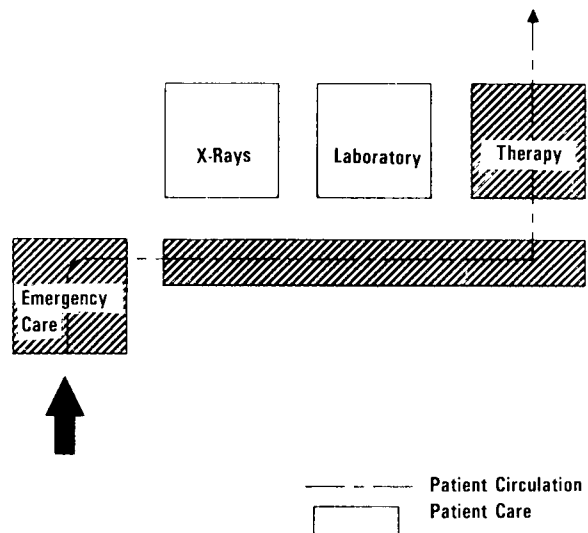 X-Rays
Laboratory
Therapy
Emergency
Care
Patient Circulation
Patient Care